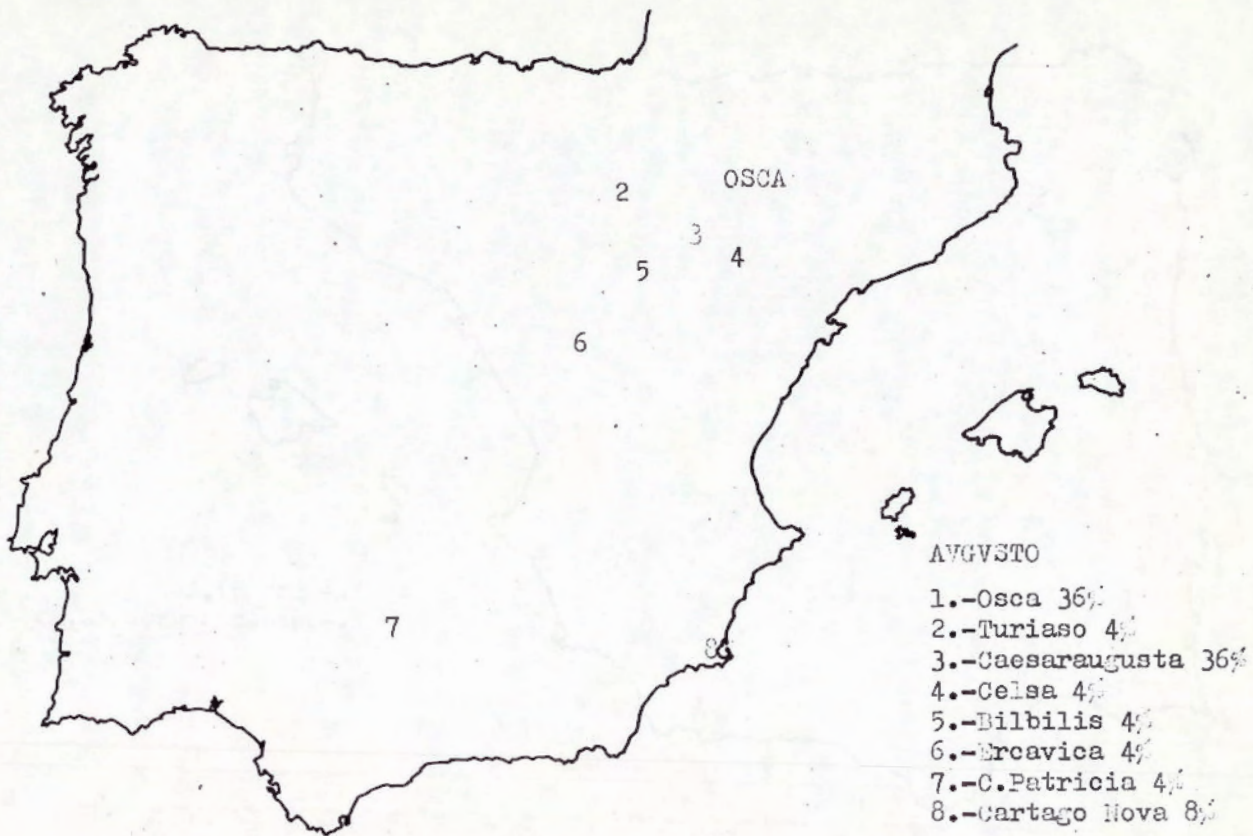 OSCA
2
3
4
5
6
7
8
AVGVSTO
1.-Osca 36%
2.-Turiaso 4%
3.-Caesaraugusta 36%
4.-Celsa 4%
5.-Bilbilis 4%
6.-Ercavica 4%
7.-C.Patricia 4%
8.-Cartago Nova 8%